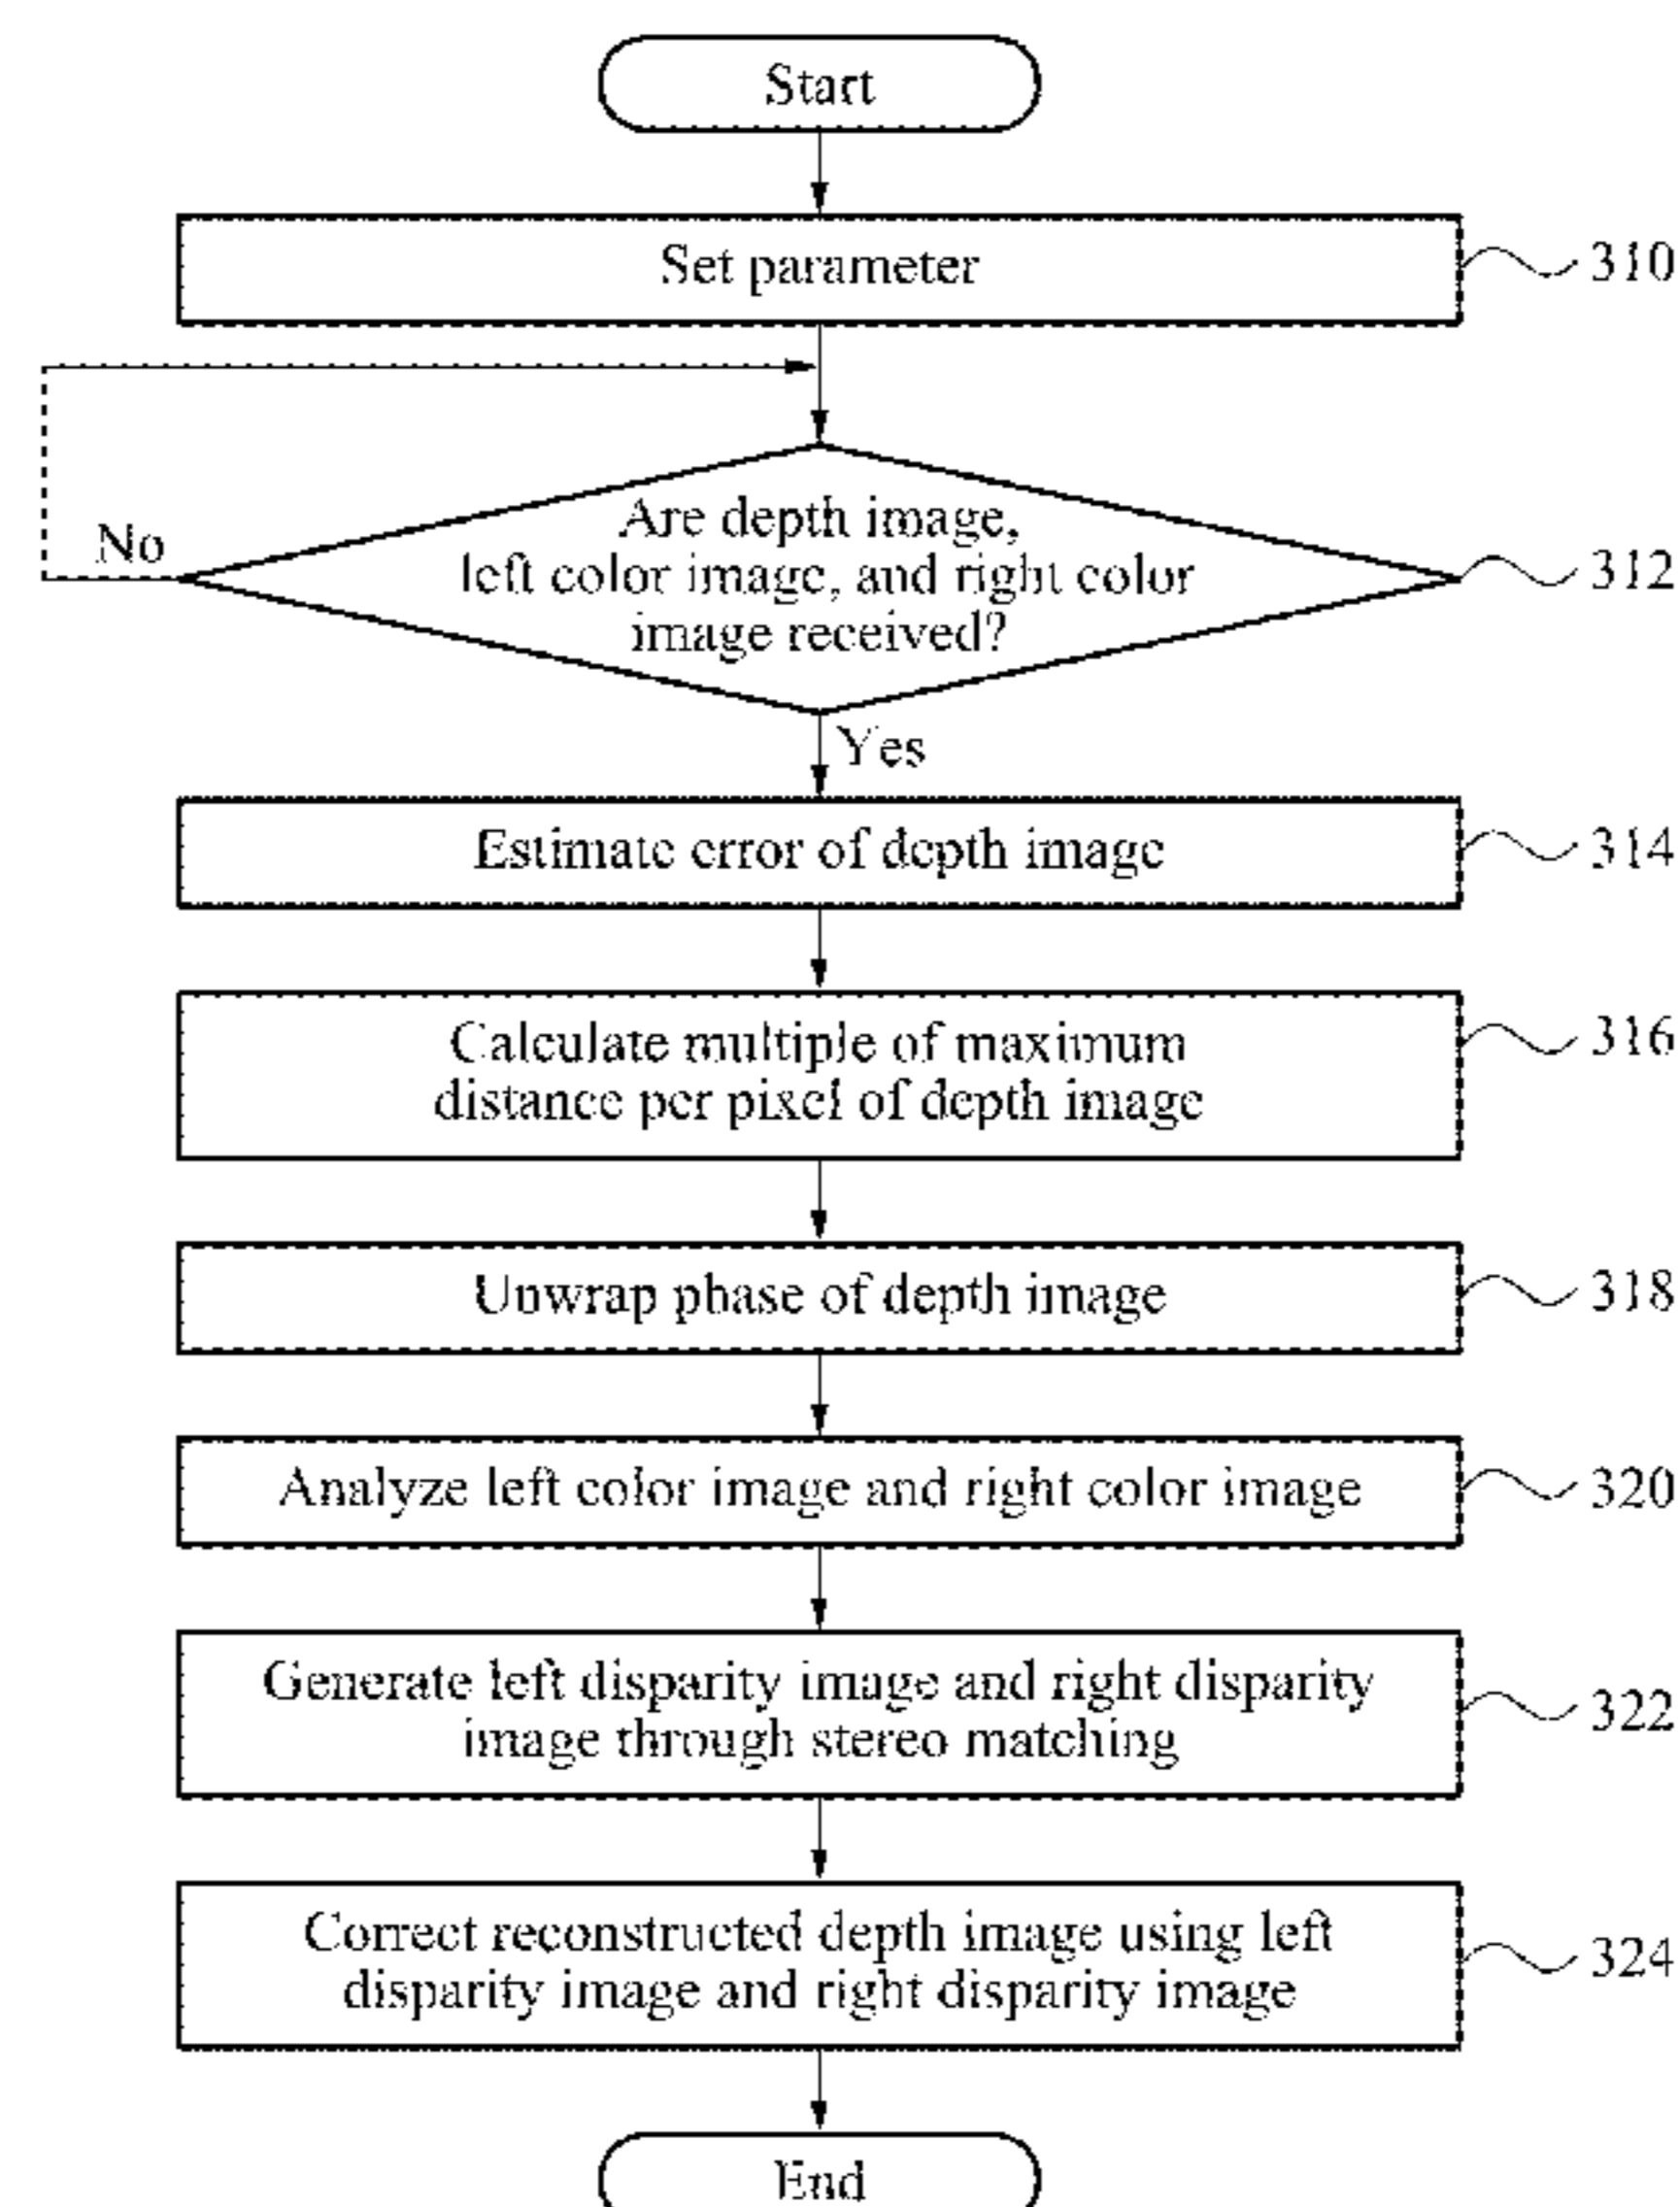 Start
Set parameter
310
Are depth image,
left color image, and right color
image received?
312
No
Yes
Estimate error of depth image
314
Calculate multiple of maximum
distance per pixel of depth image
316
Unwrap phase of depth image
318
Analyze left color image and right color image
320
Generate left disparity image and right disparity
image through stereo matching
322
Correct reconstructed depth image using left
disparity image and right disparity image
324
End